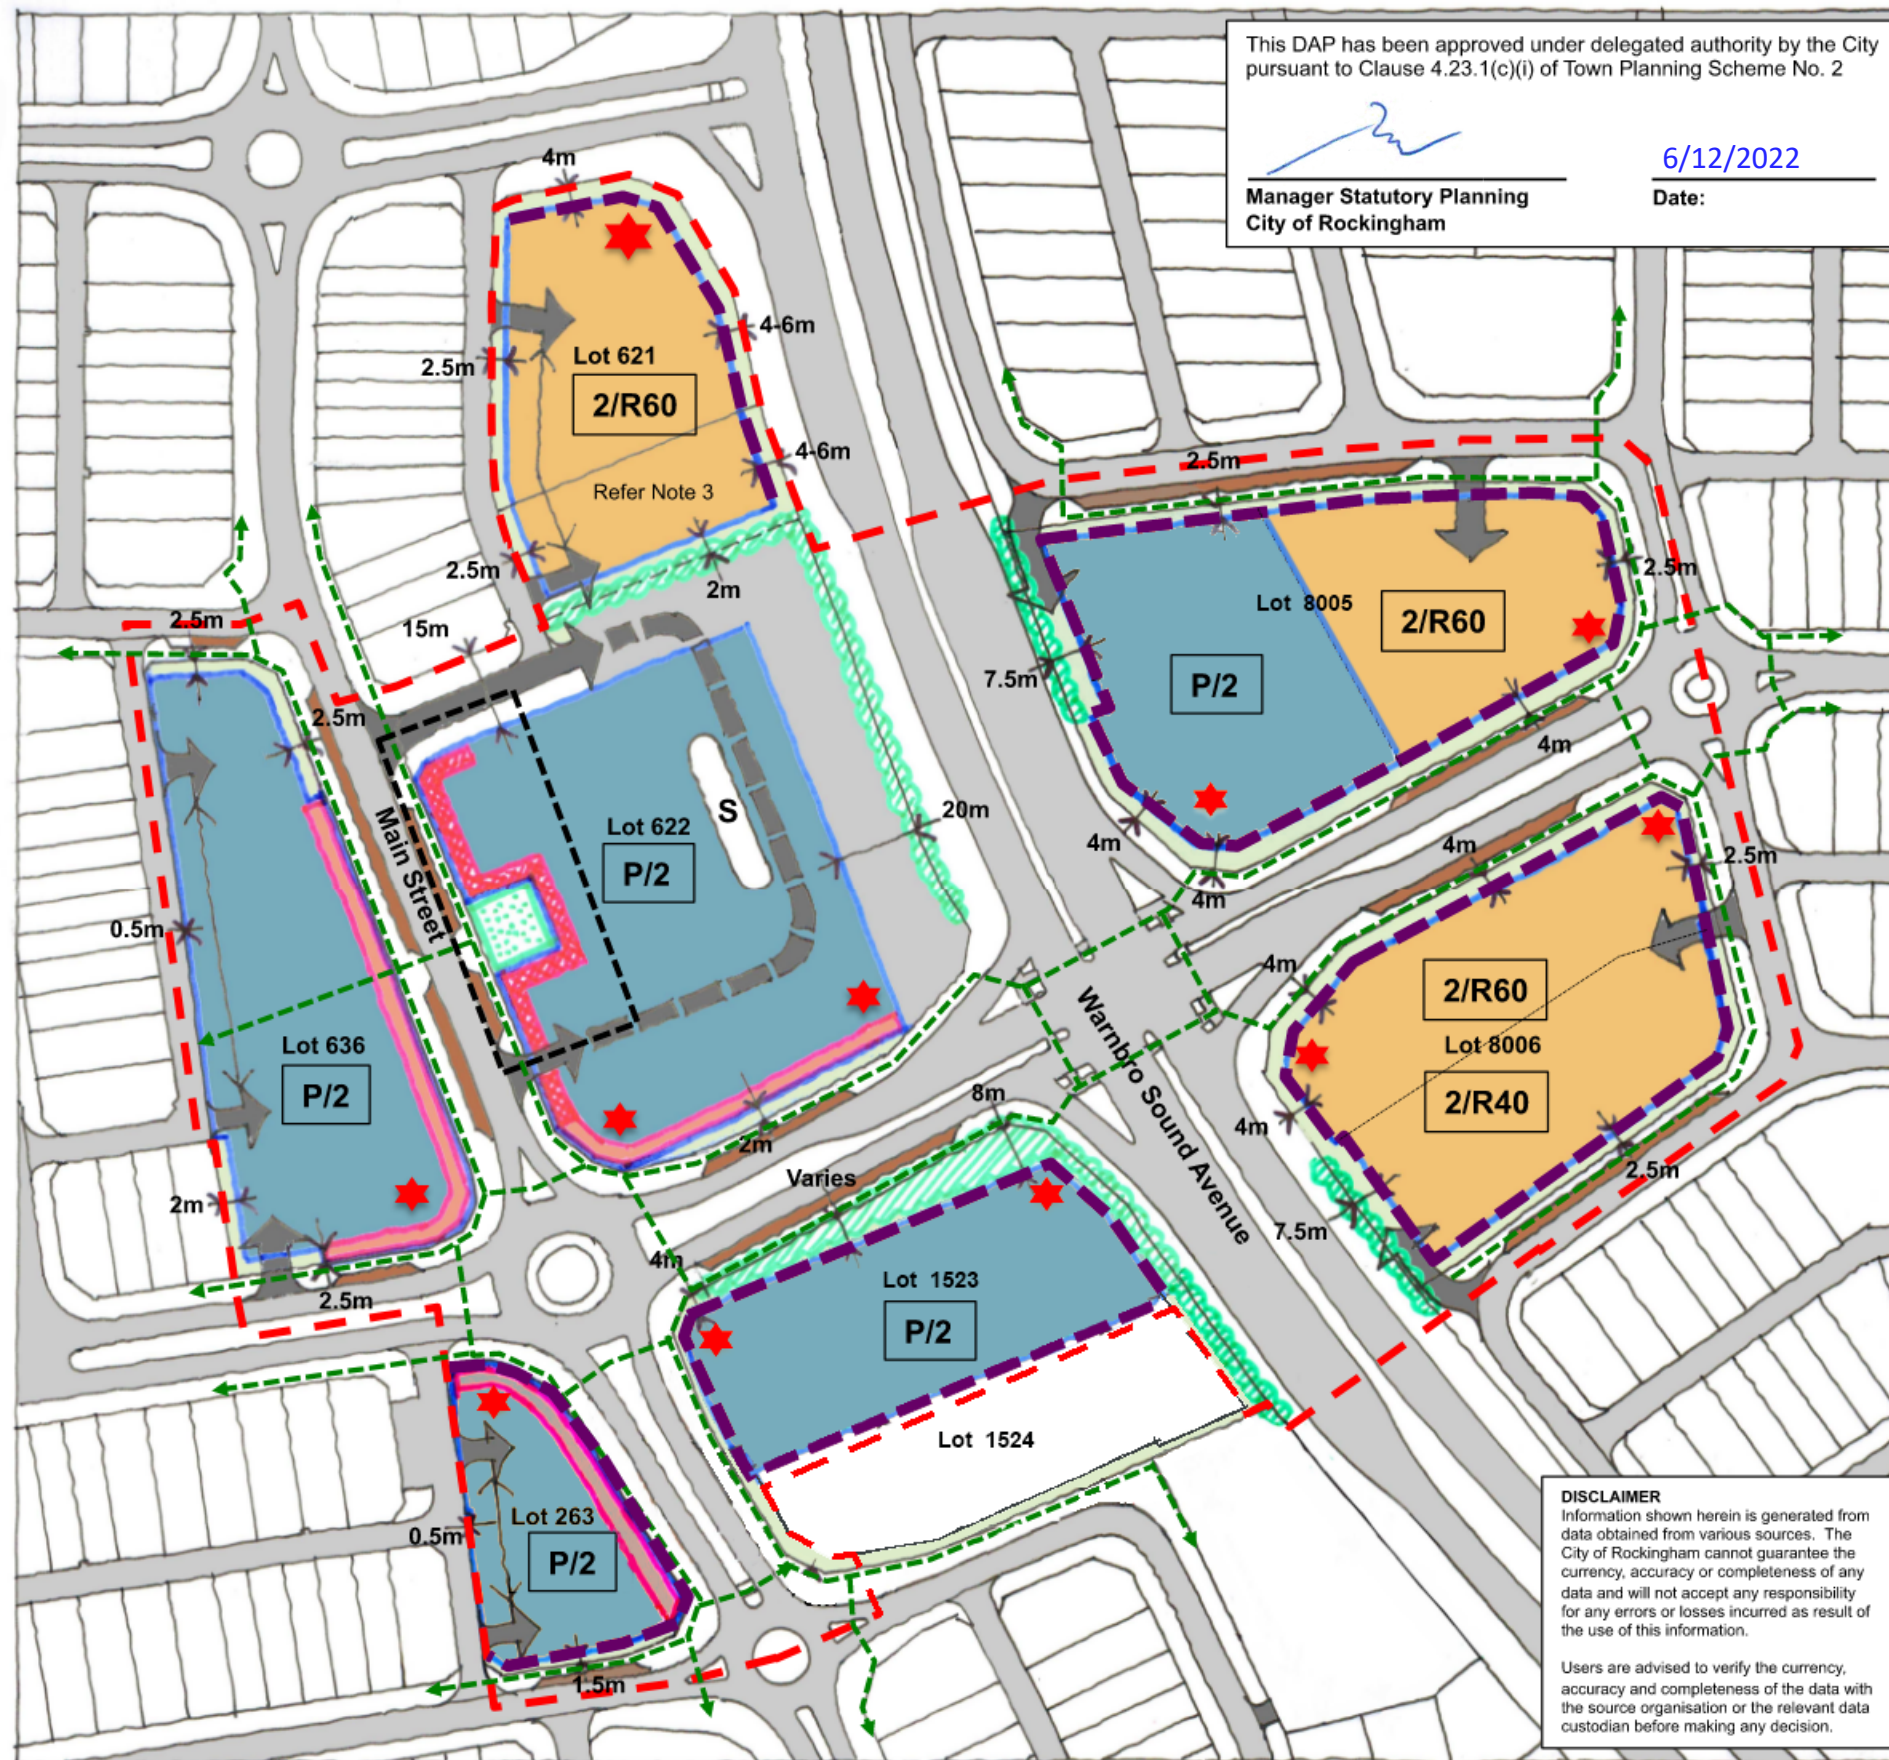 This DAP has been approved under delegated authority by the City
pursuant to Clause 4.23.1(c)(i) of Town Planning Scheme No. 2
6/12/2022
Manager Statutory Planning
City of Rockingham
Date:
4m
4-6m
2.5m
Lot 621
2/R60
4-6m
Refer Note 3
2.5m
2m
2.5m
2.5m
Lot 8005
2/R60
P/2
7.5m
4m
4m
4m
2.5m
15m
2.5m
Main Street
Lot 622
P/2
S
20m
4m
2.5m
0.5m
4m
2/R60
Lot 8006
2/R40
4m
7.5m
2.5m
Warnbro Sound Avenue
Lot 636
P/2
2m
2.5m
2m
8m
Varies
4m
Lot 1523
P/2
Lot 1524
0.5m
Lot 263
P/2
1.5m
DISCLAIMER
Information shown herein is generated from
data obtained from various sources. The
City of Rockingham cannot guarantee the
currency, accuracy or completeness of any
data and will not accept any responsibility
for any errors or losses incurred as result of
the use of this information.
Users are advised to verify the currency,
accuracy and completeness of the data with
the source organisation or the relevant data
custodian before making any decision.